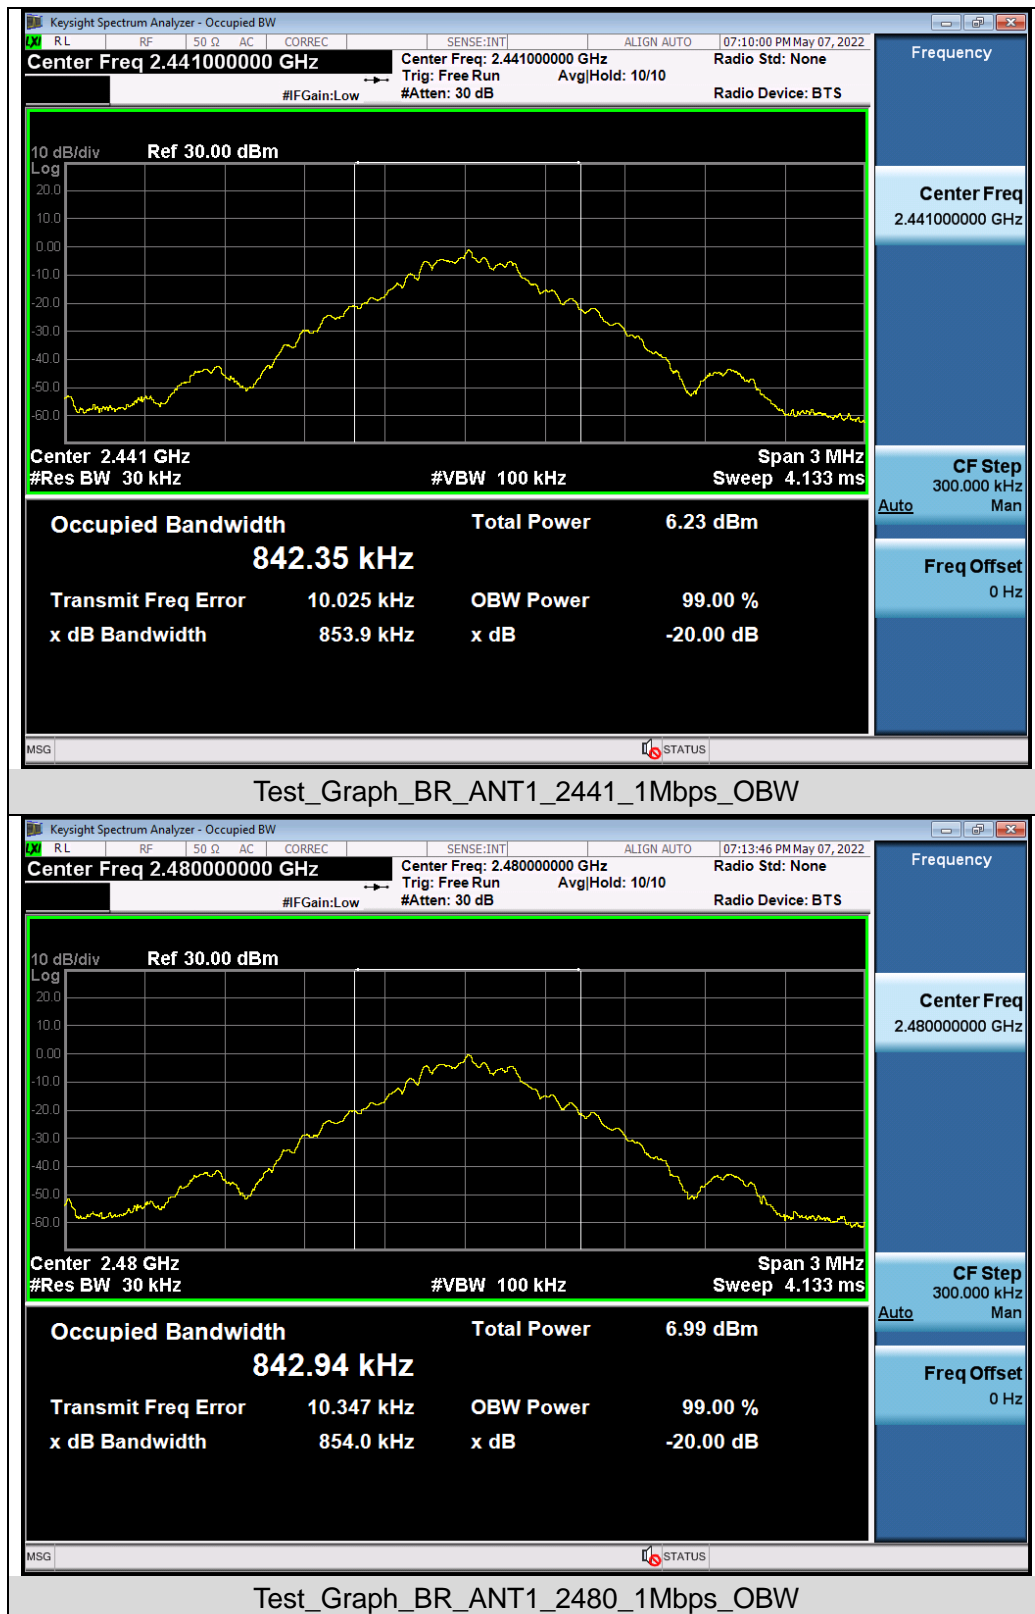 Keysight Spectrum Analyzer - Occupied BW
LXI RL RF 50 Ω AC CORREC SENSE:INT ALIGN AUTO 07:10:00 PM May 07, 2022
Center Freq 2.441000000 GHz Center Freq: 2.441000000 GHz Radio Std: None
Trig: Free Run Avg|Hold: 10/10
#IFGain:Low #Atten: 30 dB Radio Device: BTS
Frequency
10 dB/div Ref 30.00 dBm
Log
20.0
10.0
0.00
-10.0
-20.0
-30.0
-40.0
-50.0
-60.0
Center 2.441 GHz Span 3 MHz
#Res BW 30 kHz #VBW 100 kHz Sweep 4.133 ms
Center Freq
2.441000000 GHz
CF Step
300.000 kHz
Auto Man
Freq Offset
0 Hz
Occupied Bandwidth Total Power 6.23 dBm
842.35 kHz
Transmit Freq Error 10.025 kHz OBW Power 99.00 %
x dB Bandwidth 853.9 kHz x dB -20.00 dB
MSG STATUS
Test_Graph_BR_ANT1_2441_1Mbps_OBW
Keysight Spectrum Analyzer - Occupied BW
LXI RL RF 50 Ω AC CORREC SENSE:INT ALIGN AUTO 07:13:46 PM May 07, 2022
Center Freq 2.480000000 GHz Center Freq: 2.480000000 GHz Radio Std: None
Trig: Free Run Avg|Hold: 10/10
#IFGain:Low #Atten: 30 dB Radio Device: BTS
Frequency
10 dB/div Ref 30.00 dBm
Log
20.0
10.0
0.00
-10.0
-20.0
-30.0
-40.0
-50.0
-60.0
Center 2.48 GHz Span 3 MHz
#Res BW 30 kHz #VBW 100 kHz Sweep 4.133 ms
Center Freq
2.480000000 GHz
CF Step
300.000 kHz
Auto Man
Freq Offset
0 Hz
Occupied Bandwidth Total Power 6.99 dBm
842.94 kHz
Transmit Freq Error 10.347 kHz OBW Power 99.00 %
x dB Bandwidth 854.0 kHz x dB -20.00 dB
MSG STATUS
Test_Graph_BR_ANT1_2480_1Mbps_OBW